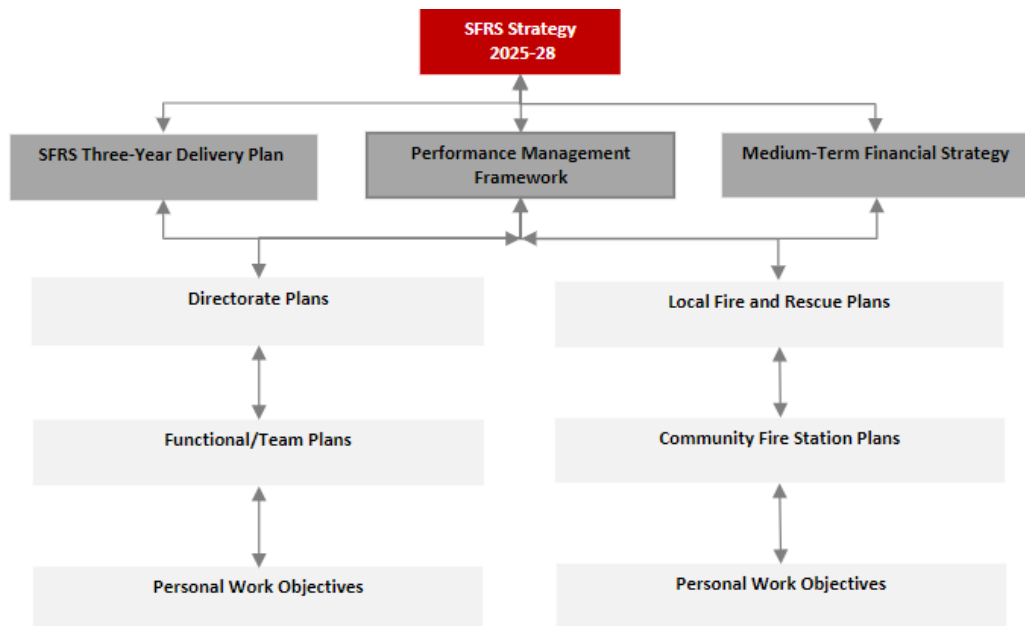 SFRS Strategy
2025-28
SFRS Three-Year Delivery Plan
Performance Management
Framework
Medium-Term Financial Strategy
Directorate Plans
Local Fire and Rescue Plans
Functional/Team Plans
Community Fire Station Plans
Personal Work Objectives
Personal Work Objectives